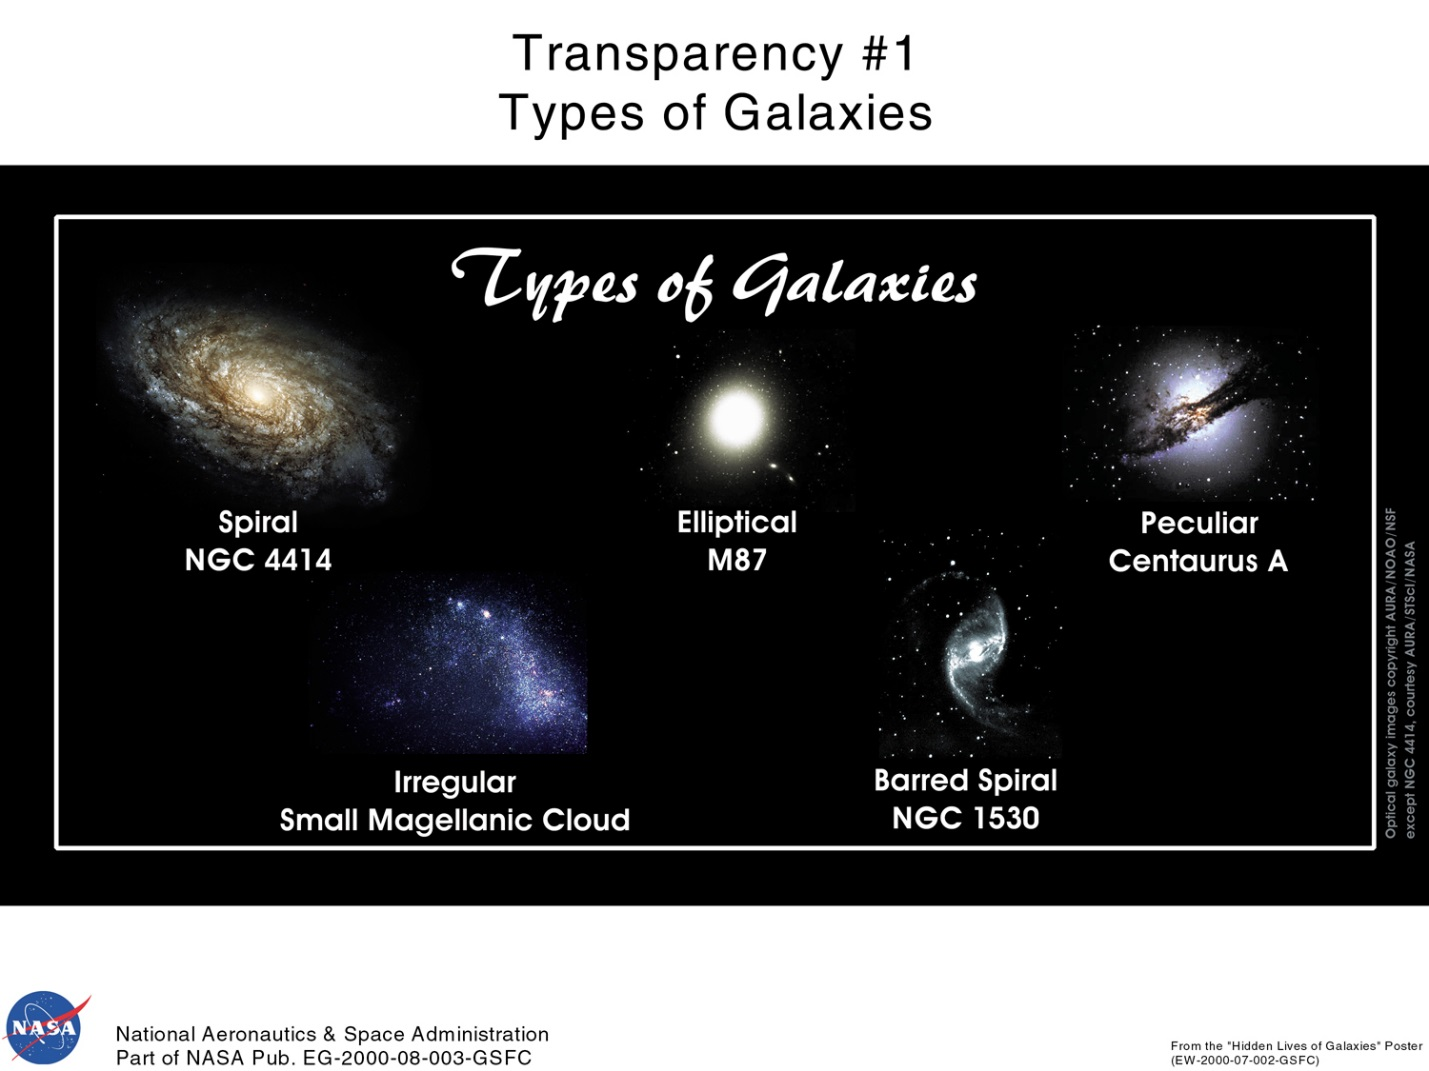 Transparency #1
Types of Galaxies
Types of Galaxies
Spiral
NGC 4414
Elliptical
M87
Peculiar
Centaurus A
Irregular
Small Magellanic Cloud
Barred Spiral
NGC 1530
Optical galaxy images copyright AURA/NOAO/NSF
except NGC 4414, courtesy AURA/STScI/NASA
NASA
National Aeronautics & Space Administration
Part of NASA Pub. EG-2000-08-003-GSFC
From the "Hidden Lives of Galaxies" Poster
(EW-2000-07-002-GSFC)